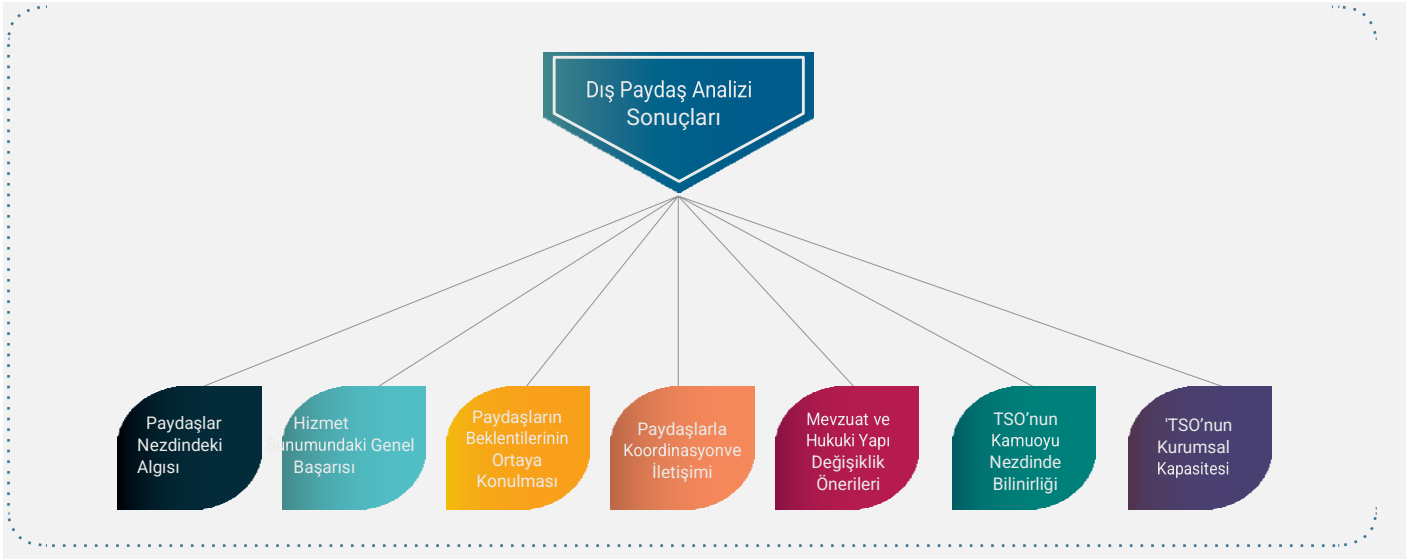 Dış Paydaş Analizi
Sonuçları
Paydaşlar
Nezdindeki
Algısı
Hizmet
Sunumundaki Genel
Başarısı
Paydaşların
Beklentilerinin
Ortaya
Konulması
Paydaşlarla
Koordinasyonve
İletişimi
Mevzuat ve
Hukuki Yapı
Değişiklik
Önerileri
TSO’nun
Kamuoyu
Nezdinde
Bilinirliği
'TSO’nun
Kurumsal
Kapasitesi